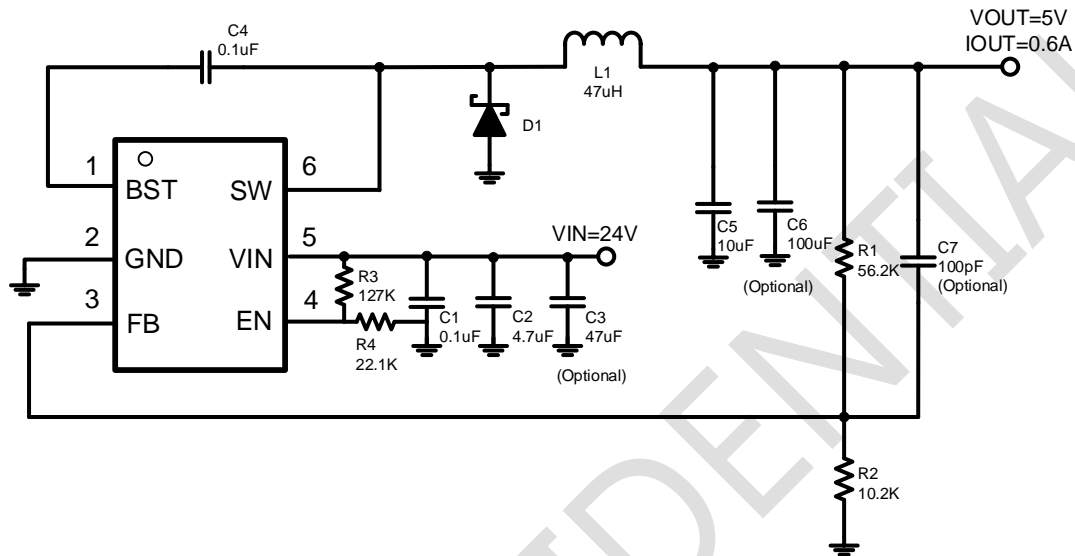 C4
0.1uF
VOUT=5V
IOUT=0.6A
L1
47uH
D1
1
BST
SW
6
2
GND
VIN
5
VIN=24V
3
FB
EN
4
R3
127K
R4
22.1K
C1
0.1uF
C2
4.7uF
C3
47uF
(Optional)
C5
10uF
C6
100uF
(Optional)
R1
56.2K
C7
100pF
(Optional)
R2
10.2K
IDENTIA